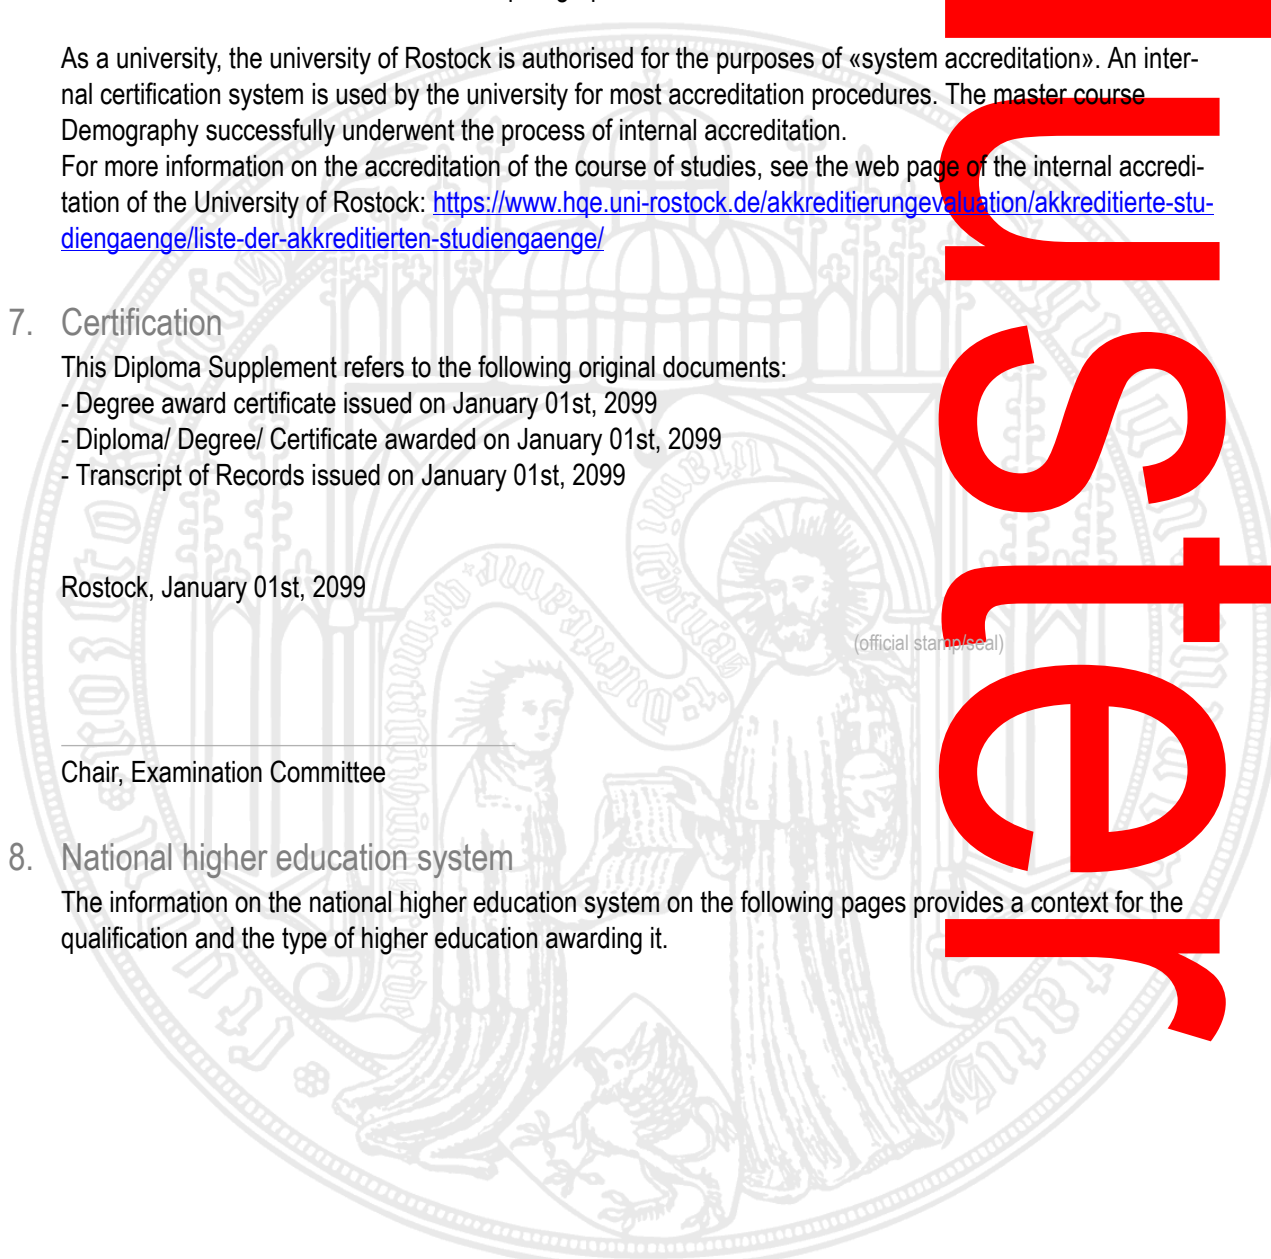 As a university, the university of Rostock is authorised for the purposes of «system accreditation». An inter-
nal certification system is used by the university for most accreditation procedures. The master course
Demography successfully underwent the process of internal accreditation.
For more information on the accreditation of the course of studies, see the web page of the internal accredi-
tation of the University of Rostock: https://www.hqe.uni-rostock.de/akkreditierungevaluation/akkreditierte-stu-
diengaenge/liste-der-akkreditierten-studiengaenge/
7. Certification
This Diploma Supplement refers to the following original documents:
- Degree award certificate issued on January 01st, 2099
- Diploma/ Degree/ Certificate awarded on January 01st, 2099
- Transcript of Records issued on January 01st, 2099
Rostock, January 01st, 2099
(official stamp/seal)
Chair, Examination Committee
8. National higher education system
The information on the national higher education system on the following pages provides a context for the
qualification and the type of higher education awarding it.
uster